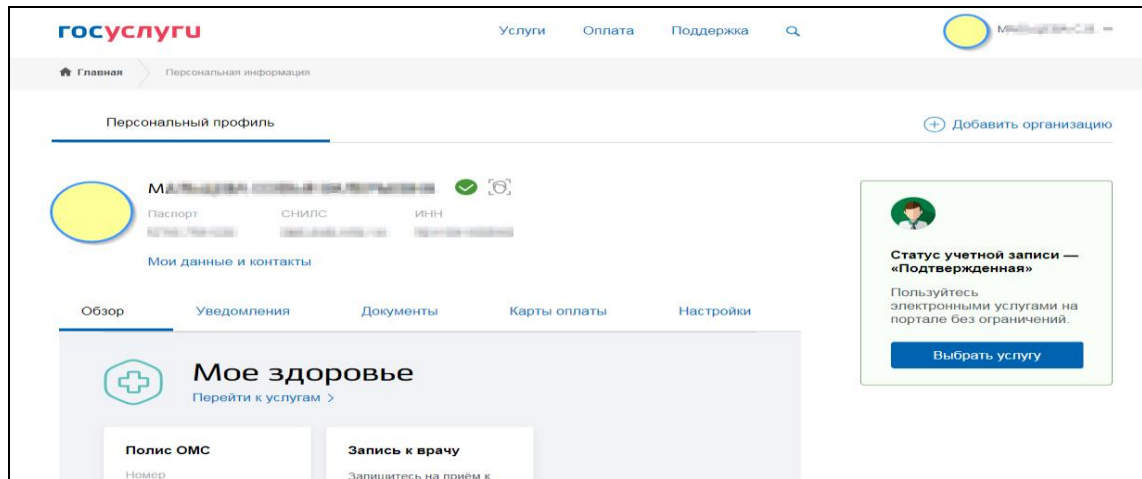 госуслуги
Услуги Оплата Поддержка
Главная Персональная информация
Персональный профиль
Добавить организацию
Паспорт СНИЛС ИНН
Мои данные и контакты
Статус учетной записи —
«Подтвержденная»
Пользуйтесь
электронными услугами на
портале без ограничений.
Выбрать услугу
Обзор Уведомления Документы Карты оплаты Настройки
Мое здоровье
Перейти к услугам >
Полис ОМС
Номер
Запись к врачу
Запишитесь на приём к